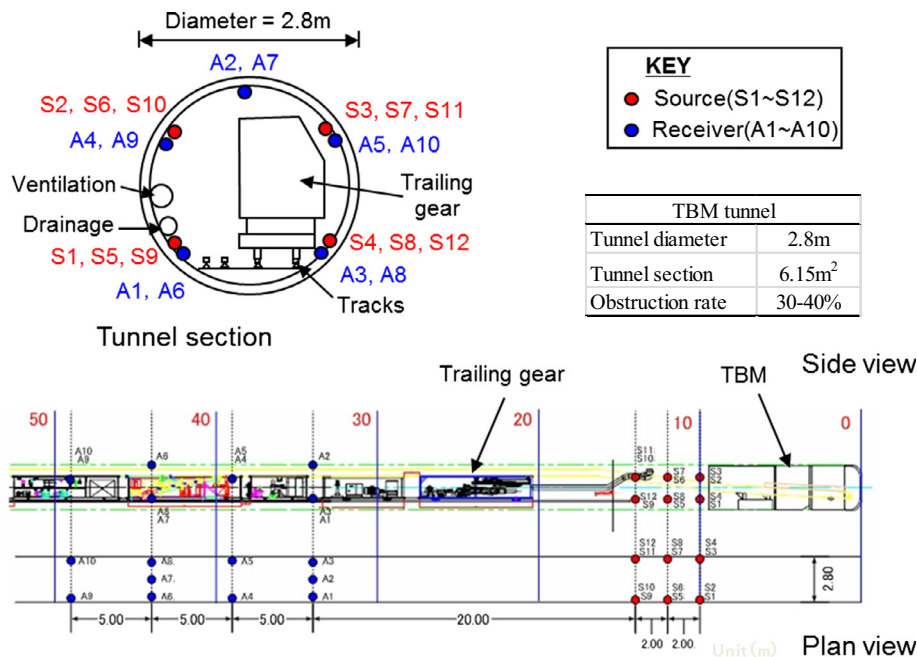 Diameter = 2.8m
A2, A7
S2, S6, S10
S3, S7, S11
A4, A9
A5, A10
Ventilation
Trailing
gear
Drainage
S1, S5, S9
S4, S8, S12
A1, A6
A3, A8
Tracks
Tunnel section
KEY
Source(S1~S12)
Receiver(A1~A10)
TBM tunnel
Tunnel diameter 2.8m
Tunnel section 6.15m²
Obstruction rate 30-40%
Side view
Trailing gear
TBM
50 40 30 20 10 0
A10
A9
A6
A5
A4
A2
S11
S10
S7
S6
S3
S2
A8
A7
A3
A1
S12
S9
S8
S5
S4
S1
A10 A8. A5 A3
S12
S11
S8
S7
S4
S3
A7. A2
2.80
A9 A6. A4 A1
S10
S9
S6
S5
S2
S1
5.00 5.00 5.00 20.00 2.00 2.00.
Unit(m)
Plan view